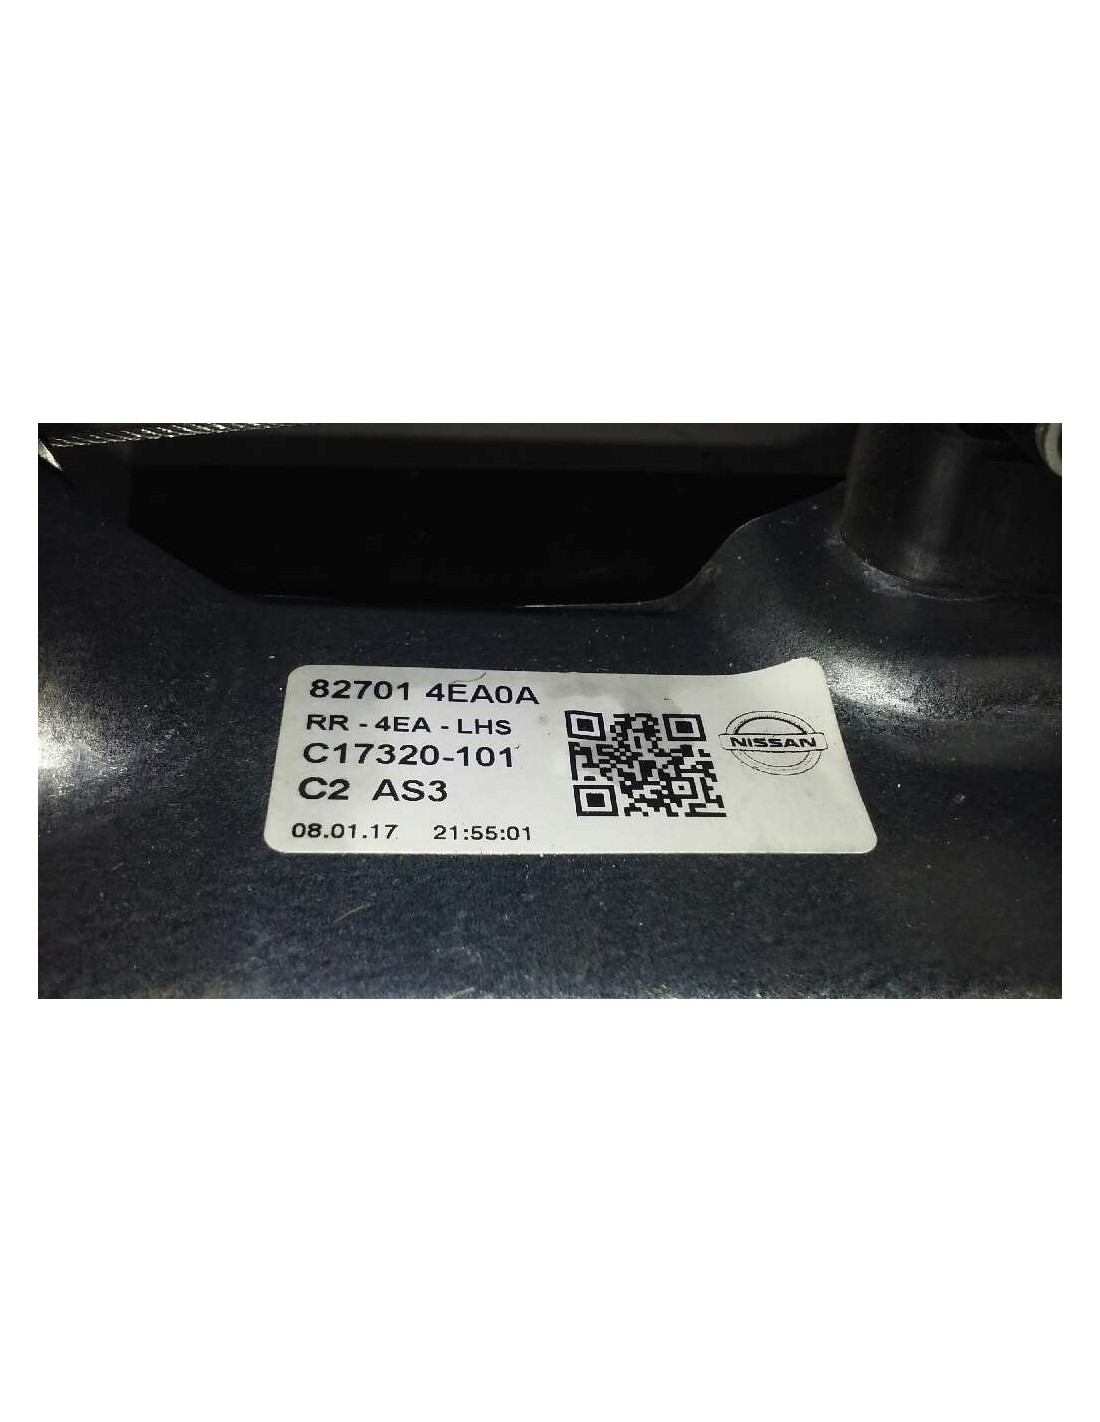 82701 4EA0A
RR - 4EA - LHS
C17320-101
C2 AS3
08.01.17 21:55:01
NISSAN